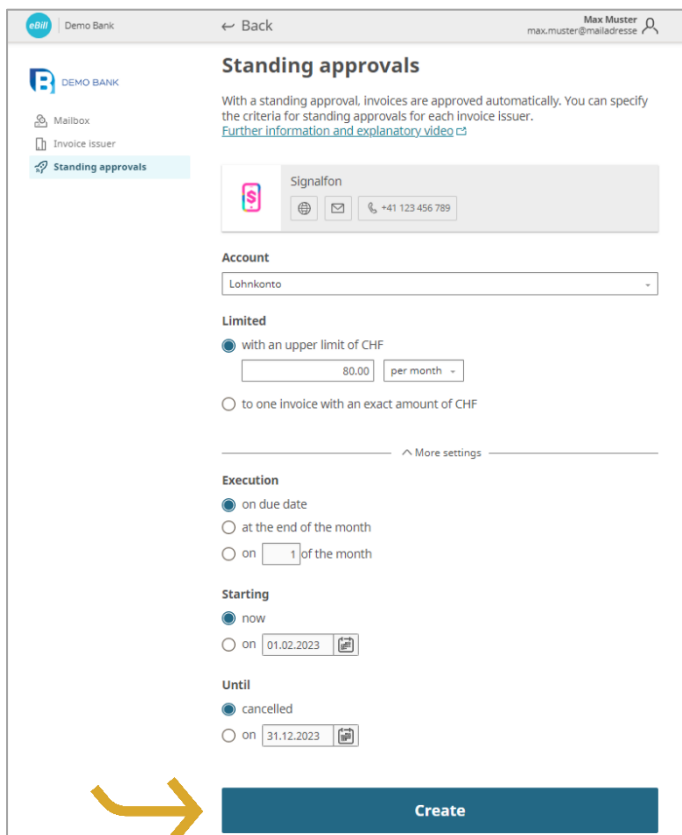 eBill Demo Bank
← Back
Max Muster
max.muster@mailadresse
DEMO BANK
Mailbox
Invoice issuer
Standing approvals
Standing approvals
With a standing approval, invoices are approved automatically. You can specify
the criteria for standing approvals for each invoice issuer.
Further information and explanatory video
$
Signalfon
+41 123 456 789
Account
Lohnkonto
Limited
with an upper limit of CHF
80.00 per month
to one invoice with an exact amount of CHF
More settings
Execution
on due date
at the end of the month
on 1 of the month
Starting
now
on 01.02.2023
Until
cancelled
on 31.12.2023
Create